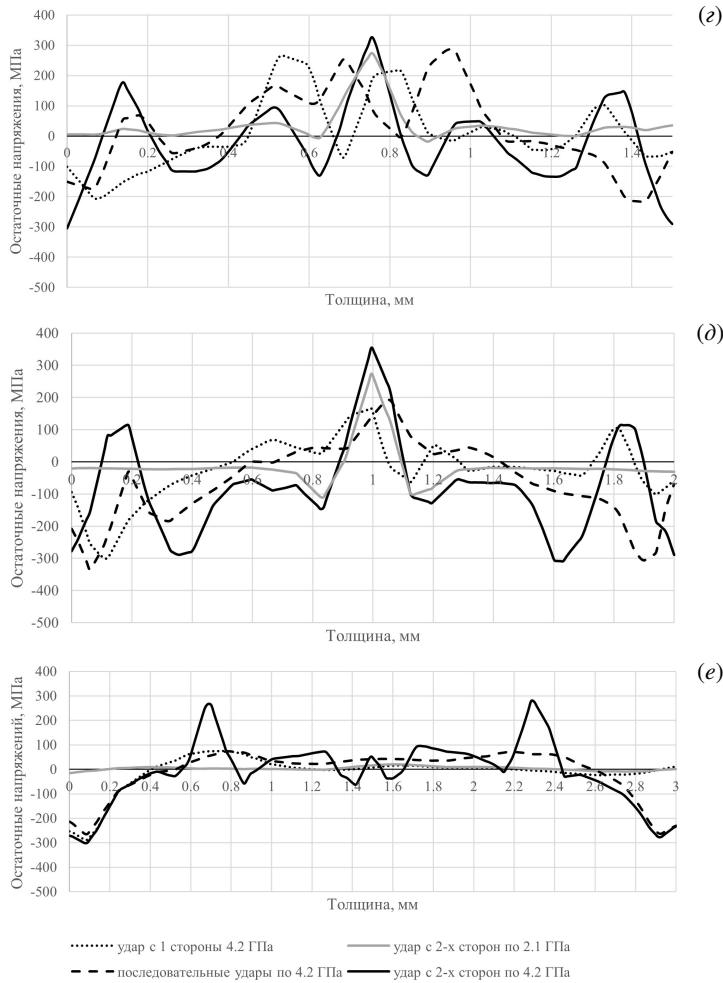 (г)
Остаточные напряжения, МПа
400
300
200
100
0
-100
-200
-300
-400
-500
0 0.2 0.4 0.6 0.8 1 1.2 1.4
Толщина, мм
(д)
Остаточные напряжения, МПа
400
300
200
100
0
-100
-200
-300
-400
-500
0 0.2 0.4 0.6 0.8 1 1.2 1.4 1.6 1.8 2
Толщина, мм
(е)
Остаточные напряжений, МПа
400
300
200
100
0
-100
-200
-300
-400
-500
0 0.2 0.4 0.6 0.8 1 1.2 1.4 1.6 1.8 2 2.2 2.4 2.6 2.8 3
Толщина, мм
удар с 1 стороны 4.2 ГПа удар с 2-х сторон по 2.1 ГПа
последовательные удары по 4.2 ГПа удар с 2-х сторон по 4.2 ГПа